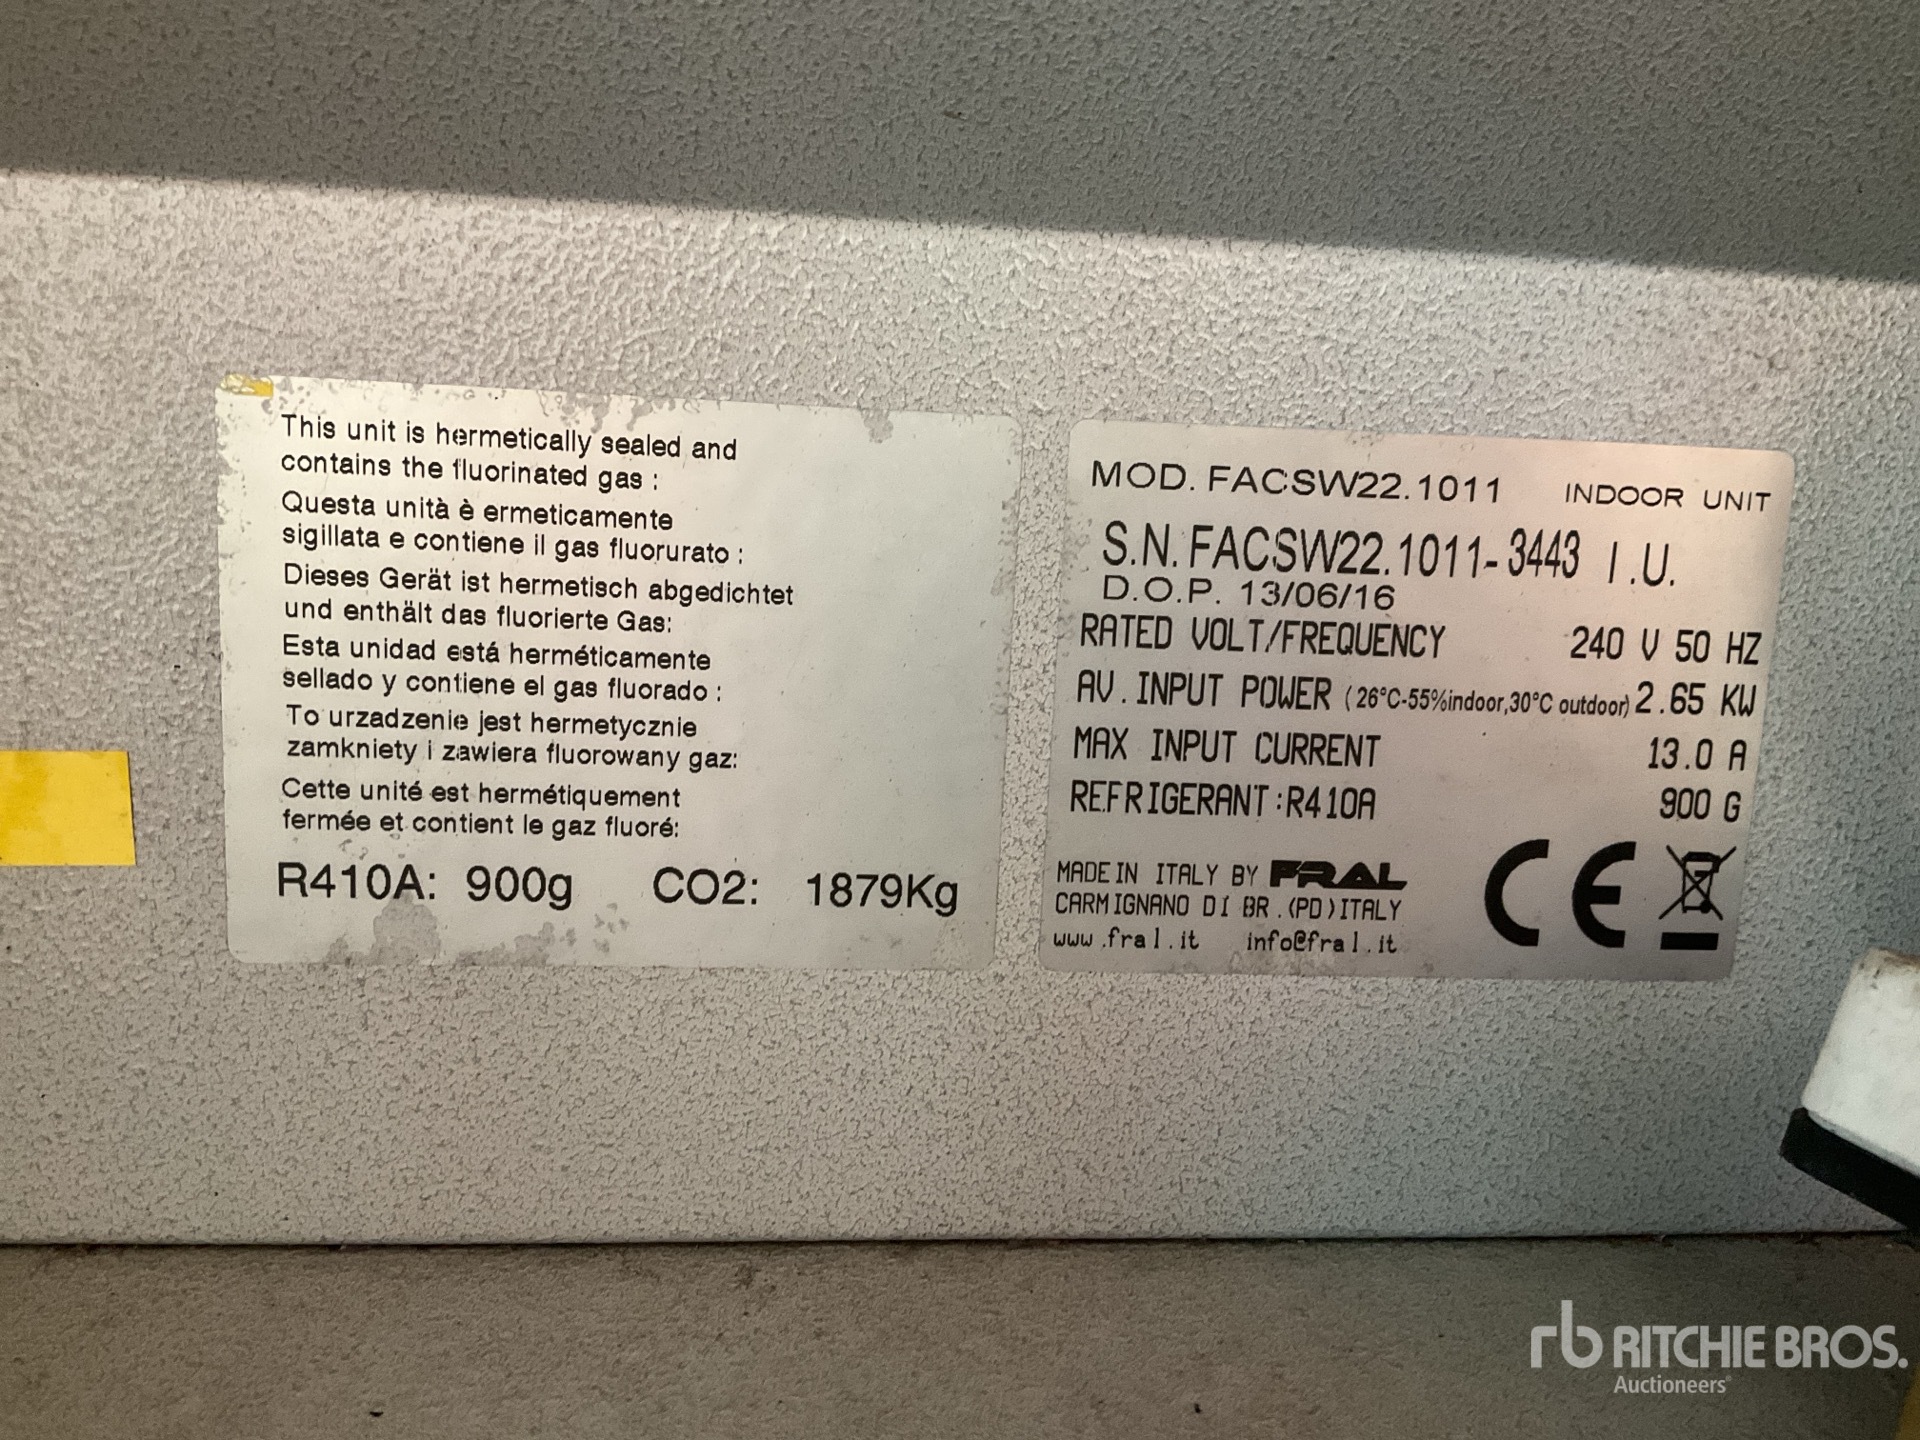 This unit is hermetically sealed and
contains the fluorinated gas :
Questa unità è ermeticamente
sigillata e contiene il gas fluorurato :
Dieses Gerät ist hermetisch abgedichtet
und enthält das fluorierte Gas:
Esta unidad está herméticamente
sellado y contiene el gas fluorado :
To urzadzenie jest hermetycznie
zamkniety i zawiera fluorowany gaz:
Cette unité est hermétiquement
fermée et contient le gaz fluoré:
R410A: 900g CO2: 1879Kg
MOD. FACSW22.1011 INDOOR UNIT
S.N. FACSW22.1011-3443 I.U.
D.O.P. 13/06/16
RATED VOLT/FREQUENCY 240 V 50 HZ
AV. INPUT POWER (26°C-55%indoor,30°C outdoor) 2.65 KW
MAX INPUT CURRENT 13.0 A
REFRIGERANT:R410A 900 G
MADE IN ITALY BY FRAL
CARMIGNANO DI BR.(PD)ITALY
www.fral.it info@fral.it
CE
rb RITCHIE BROS.
Auctioneers